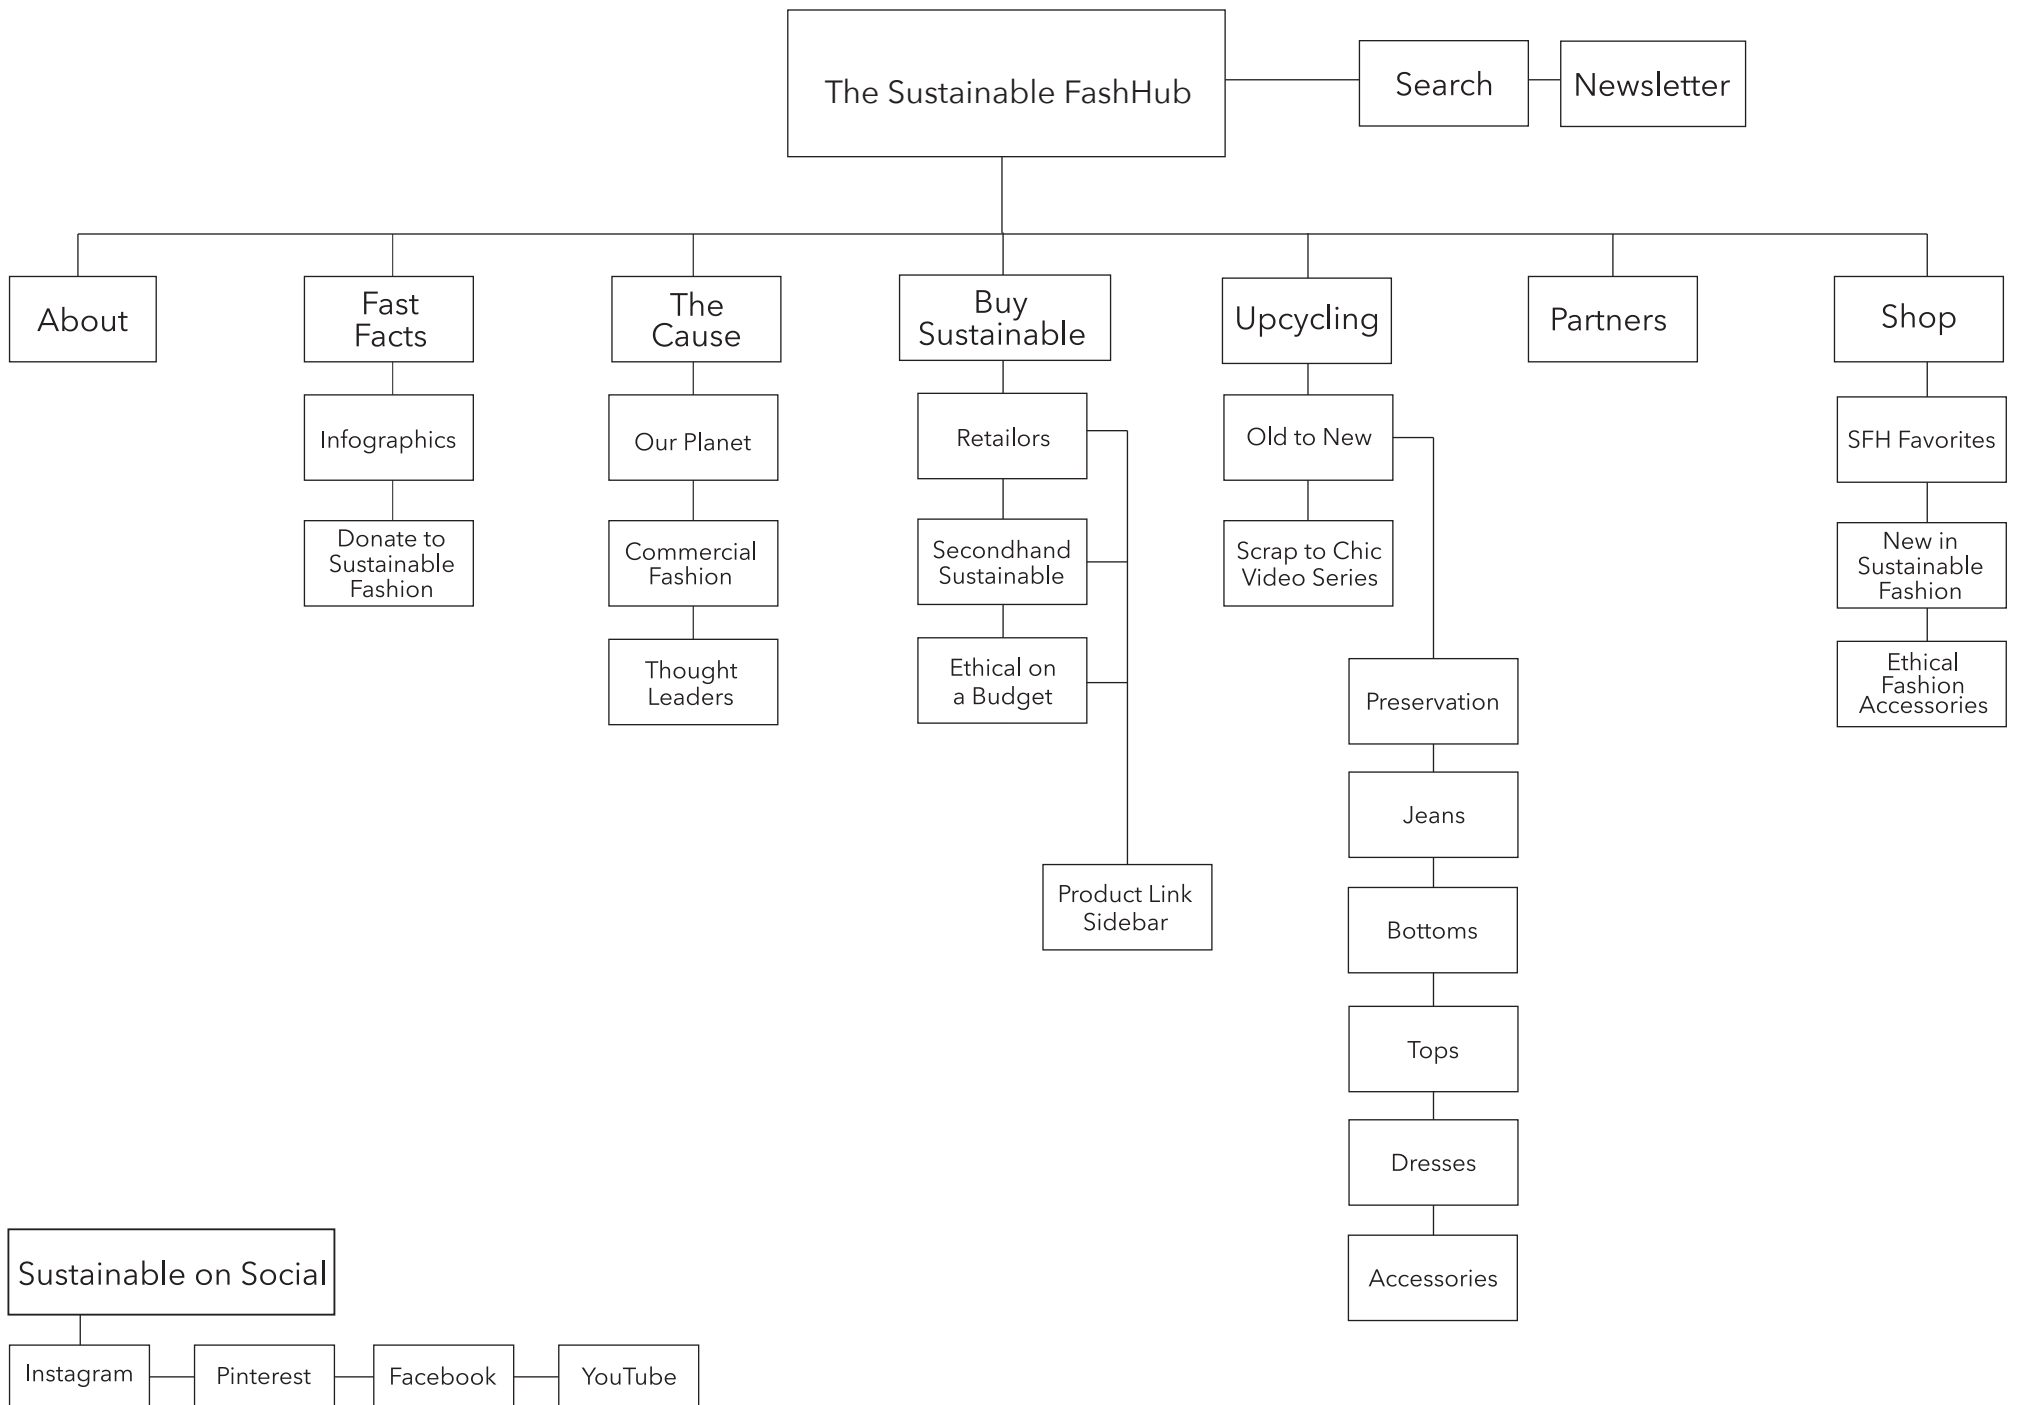 The Sustainable FashHub
Search
Newsletter
About
Fast
Facts
The
Cause
Buy
Sustainable
Upcycling
Partners
Shop
Infographics
Our Planet
Retailors
Old to New
SFH Favorites
Donate to
Sustainable
Fashion
Commercial
Fashion
Secondhand
Sustainable
Scrap to Chic
Video Series
New in
Sustainable
Fashion
Thought
Leaders
Ethical on
a Budget
Preservation
Ethical
Fashion
Accessories
Jeans
Product Link
Sidebar
Bottoms
Tops
Dresses
Accessories
Sustainable on Social
Instagram
Pinterest
Facebook
YouTube